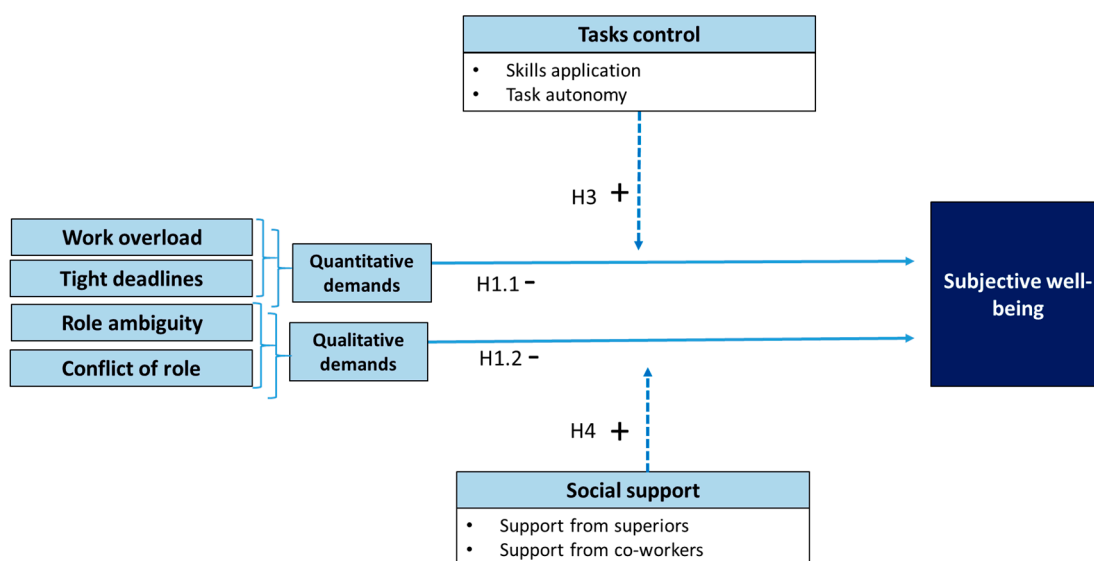 Tasks control
• Skills application
• Task autonomy
H3 +
Work overload
Tight deadlines
Role ambiguity
Conflict of role
Quantitative
demands
Qualitative
demands
H1.1 -
H1.2 -
Subjective well-
being
H4 +
Social support
• Support from superiors
• Support from co-workers